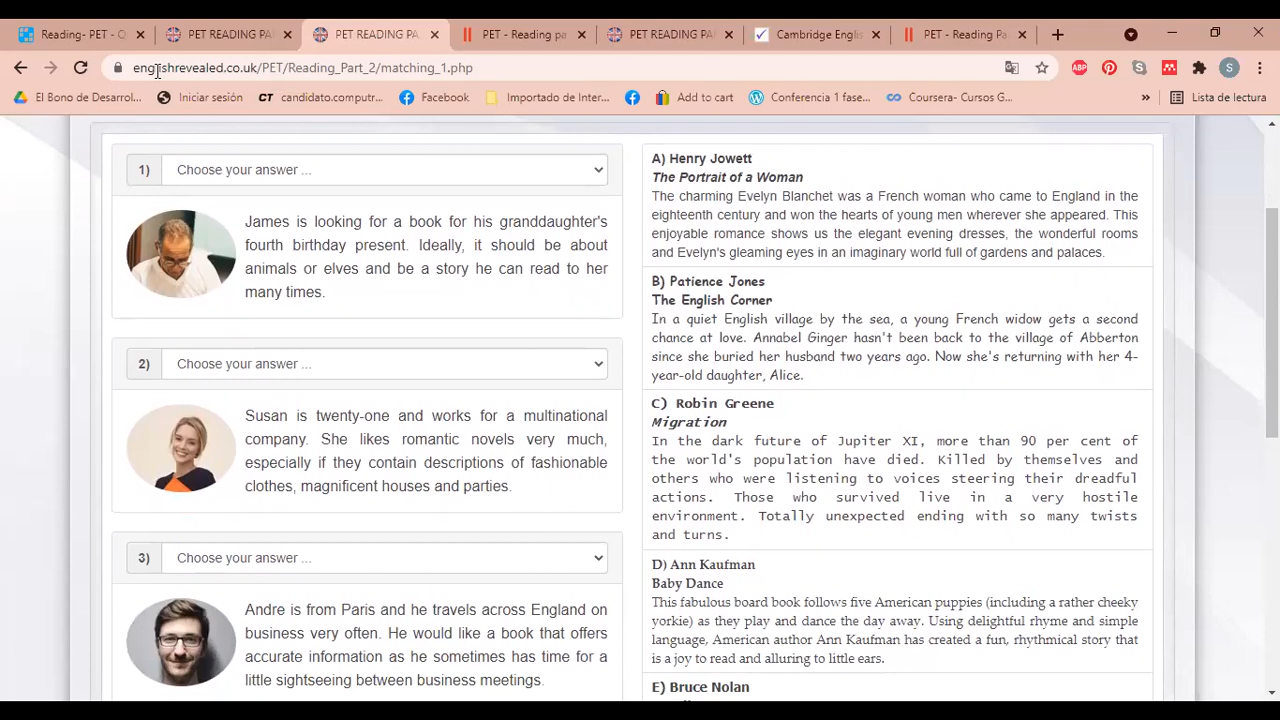 Reading- PET - Q
PET READING PA
PET READING PA
PET - Reading pa
PET READING PA
Cambridge Engli
PET - Reading Pa
englishrevealed.co.uk/PET/Reading_Part_2/matching_1.php
ABP
S
El Bono de Desarrol...
Iniciar sesión
CT candidato.computr...
Facebook
Importado de Inter...
Add to cart
Conferencia 1 fase...
Coursera- Cursos G...
»
Lista de lectura
1) Choose your answer ...
James is looking for a book for his granddaughter's
fourth birthday present. Ideally, it should be about
animals or elves and be a story he can read to her
many times.
2) Choose your answer ...
Susan is twenty-one and works for a multinational
company. She likes romantic novels very much,
especially if they contain descriptions of fashionable
clothes, magnificent houses and parties.
3) Choose your answer ...
Andre is from Paris and he travels across England on
business very often. He would like a book that offers
accurate information as he sometimes has time for a
little sightseeing between business meetings.
A) Henry Jowett
The Portrait of a Woman
The charming Evelyn Blanchet was a French woman who came to England in the
eighteenth century and won the hearts of young men wherever she appeared. This
enjoyable romance shows us the elegant evening dresses, the wonderful rooms
and Evelyn's gleaming eyes in an imaginary world full of gardens and palaces.
B) Patience Jones
The English Corner
In a quiet English village by the sea, a young French widow gets a second
chance at love. Annabel Ginger hasn't been back to the village of Abberton
since she buried her husband two years ago. Now she's returning with her 4-
year-old daughter, Alice.
C) Robin Greene
Migration
In the dark future of Jupiter XI, more than 90 per cent of
the world's population have died. Killed by themselves and
others who were listening to voices steering their dreadful
actions. Those who survived live in a very hostile
environment. Totally unexpected ending with so many twists
and turns.
D) Ann Kaufman
Baby Dance
This fabulous board book follows five American puppies (including a rather cheeky
yorkie) as they play and dance the day away. Using delightful rhyme and simple
language, American author Ann Kaufman has created a fun, rhythmical story that
is a joy to read and alluring to little ears.
E) Bruce Nolan